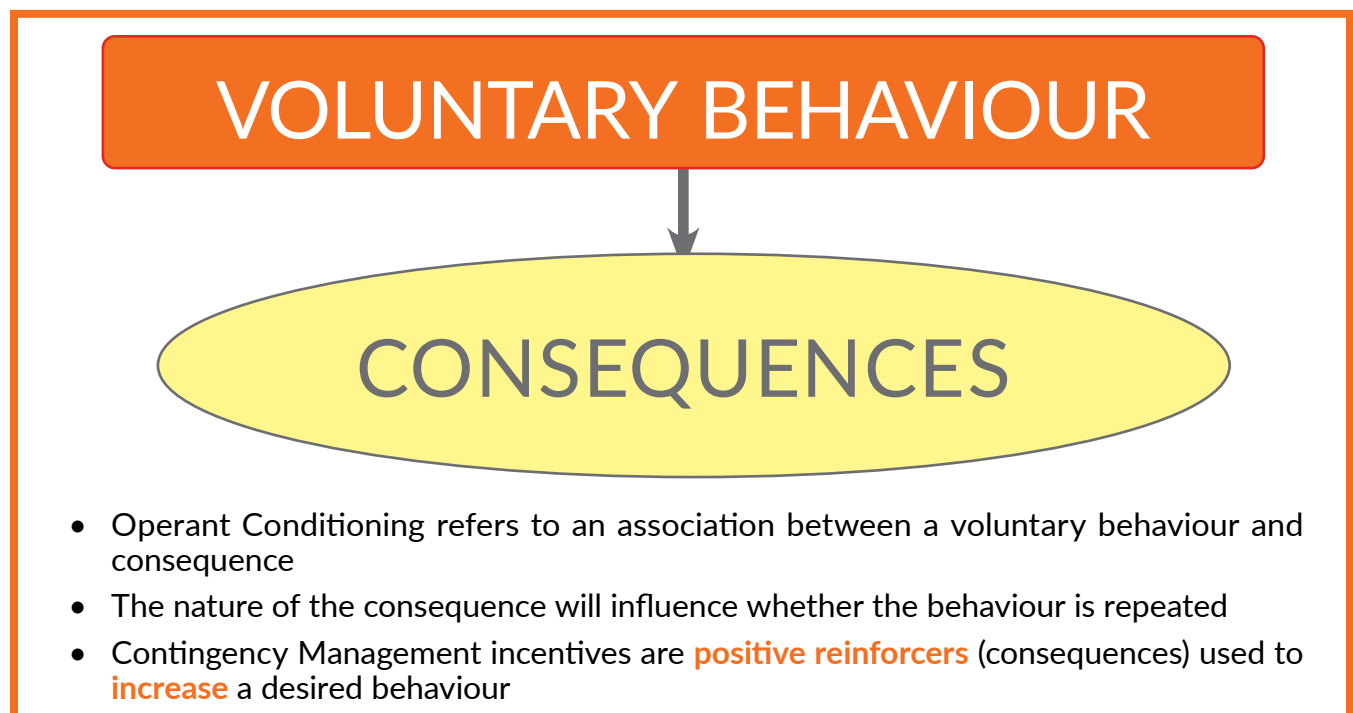 VOLUNTARY BEHAVIOUR
CONSEQUENCES
• Operant Conditioning refers to an association between a voluntary behaviour and
consequence
• The nature of the consequence will influence whether the behaviour is repeated
• Contingency Management incentives are positive reinforcers (consequences) used to
increase a desired behaviour